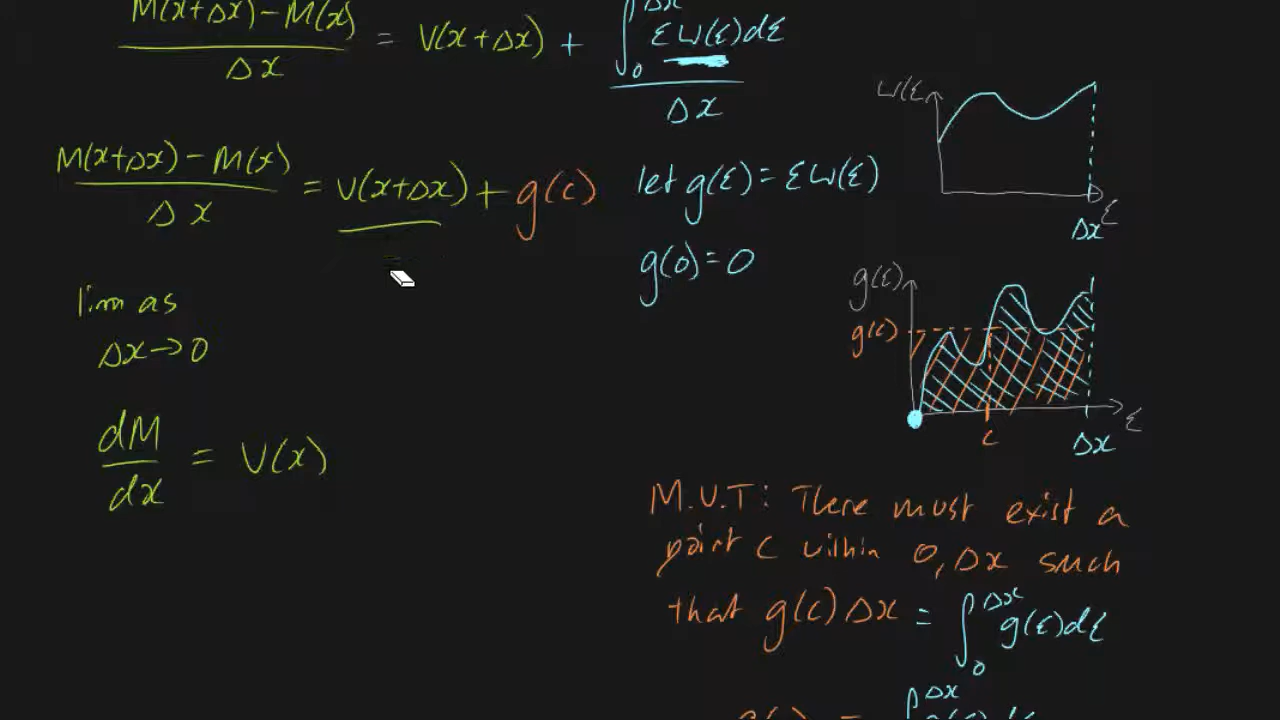 M(x+Δx)-M(x) / Δx = V(x+Δx) + ∫₀^Δx ξW(ξ)dξ / Δx
W(ξ
M(x+Δx)-M(x) / Δx = V(x+Δx) + g(c)
let g(ξ) = ξW(ξ)
Δx ξ
g(0) = 0
g(ξ)
lim as
Δx→0
g(c)
c Δx ξ
dM/dx = V(x)
M.V.T: There must exist a
point c within 0, Δx such
that g(c)Δx = ∫₀^Δx g(ξ)dξ